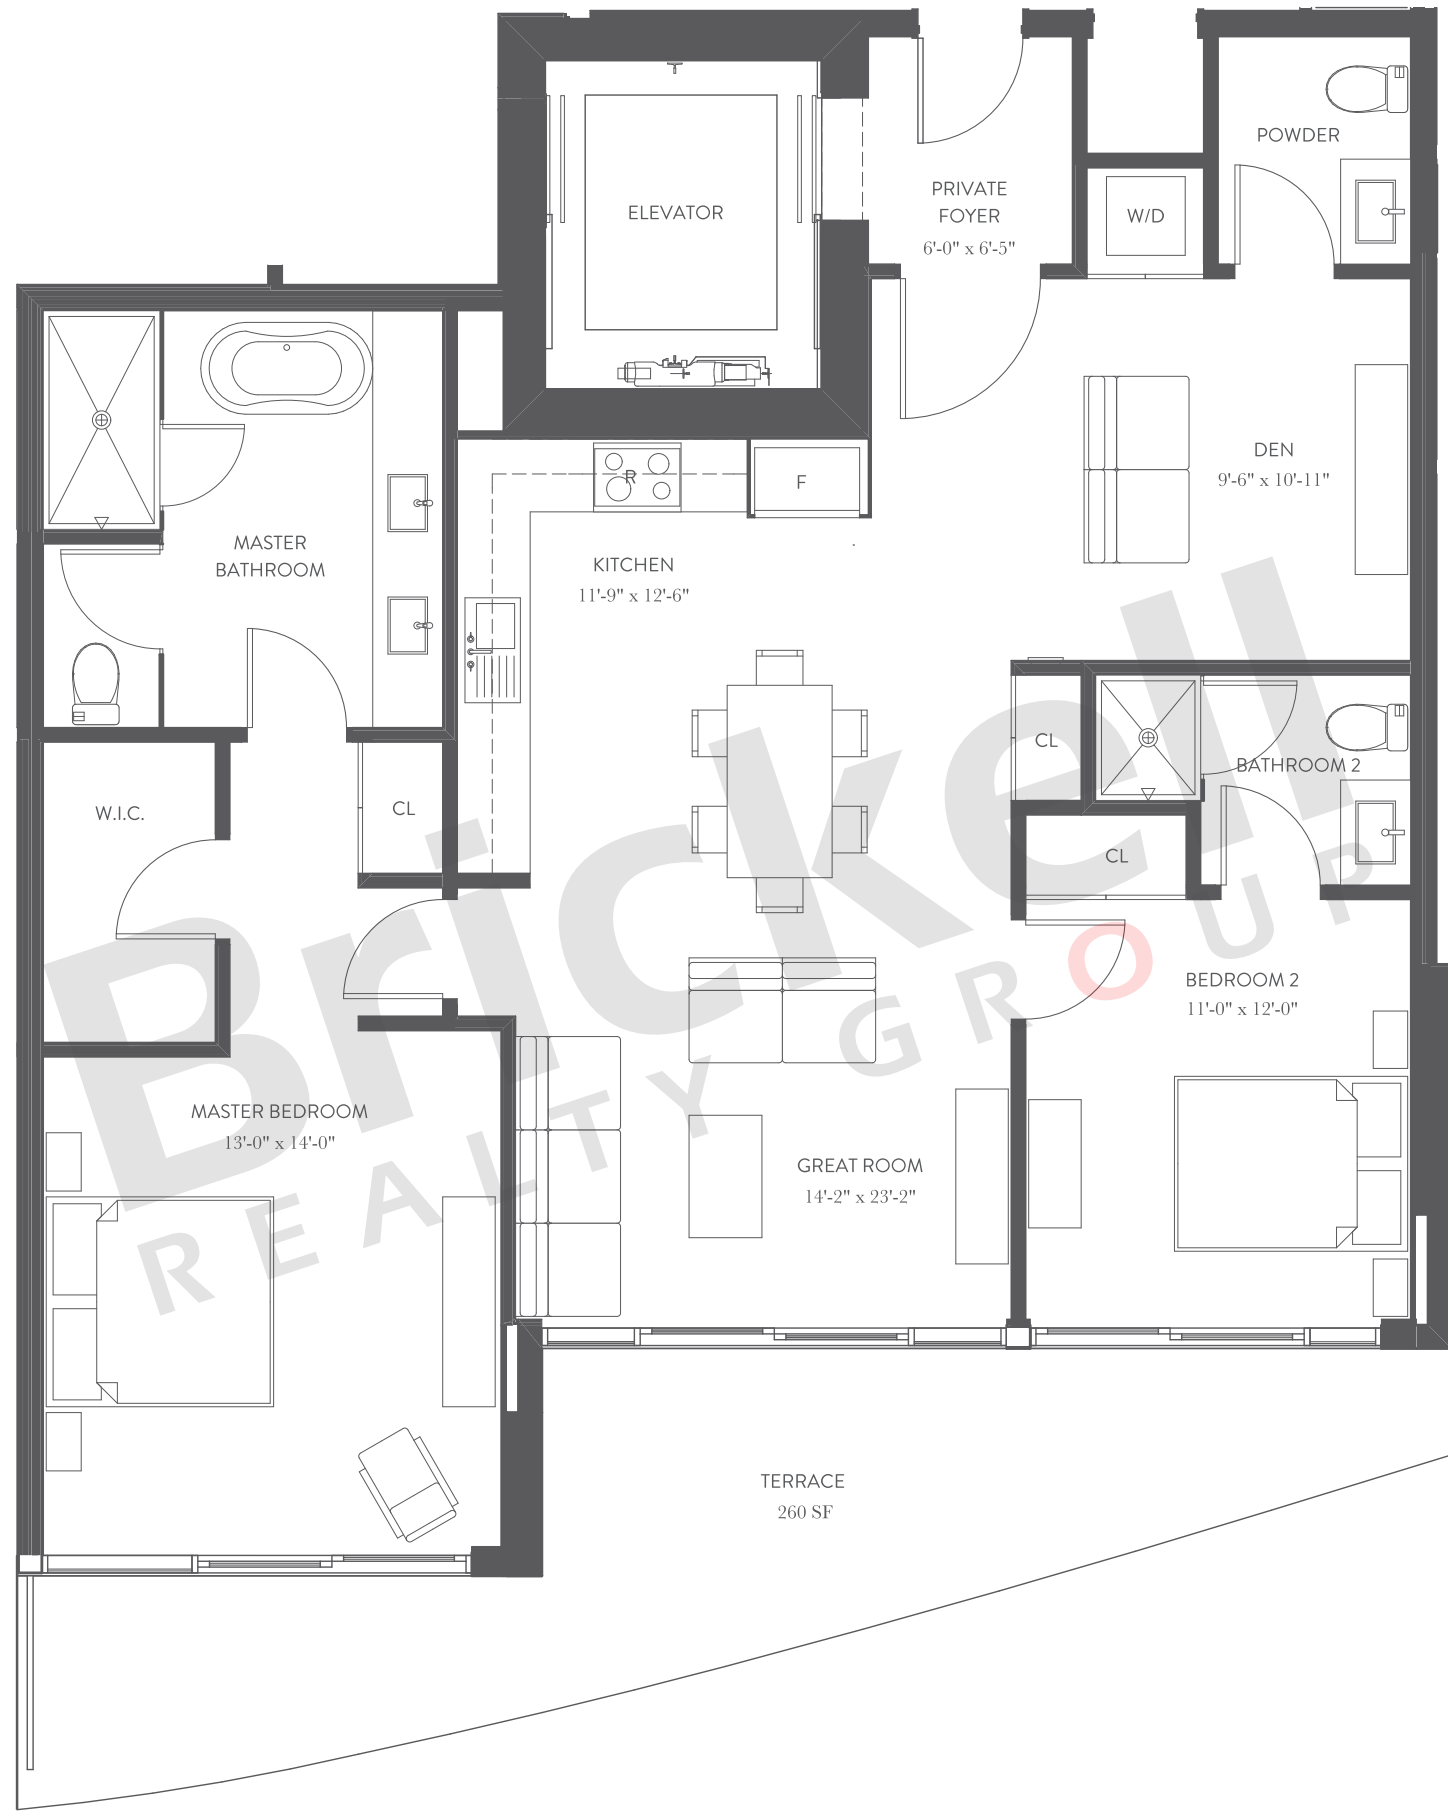 POWDER
PRIVATE
FOYER
6'-0" x 6'-5"
ELEVATOR
W/D
DEN
9'-6" x 10'-11"
R
F
MASTER
BATHROOM
KITCHEN
11'-9" x 12'-6"
CL
BATHROOM 2
W.I.C.
CL
CL
Brickell
REALTY GROUP
BEDROOM 2
11'-0" x 12'-0"
MASTER BEDROOM
13'-0" x 14'-0"
GREAT ROOM
14'-2" x 23'-2"
TERRACE
260 SF